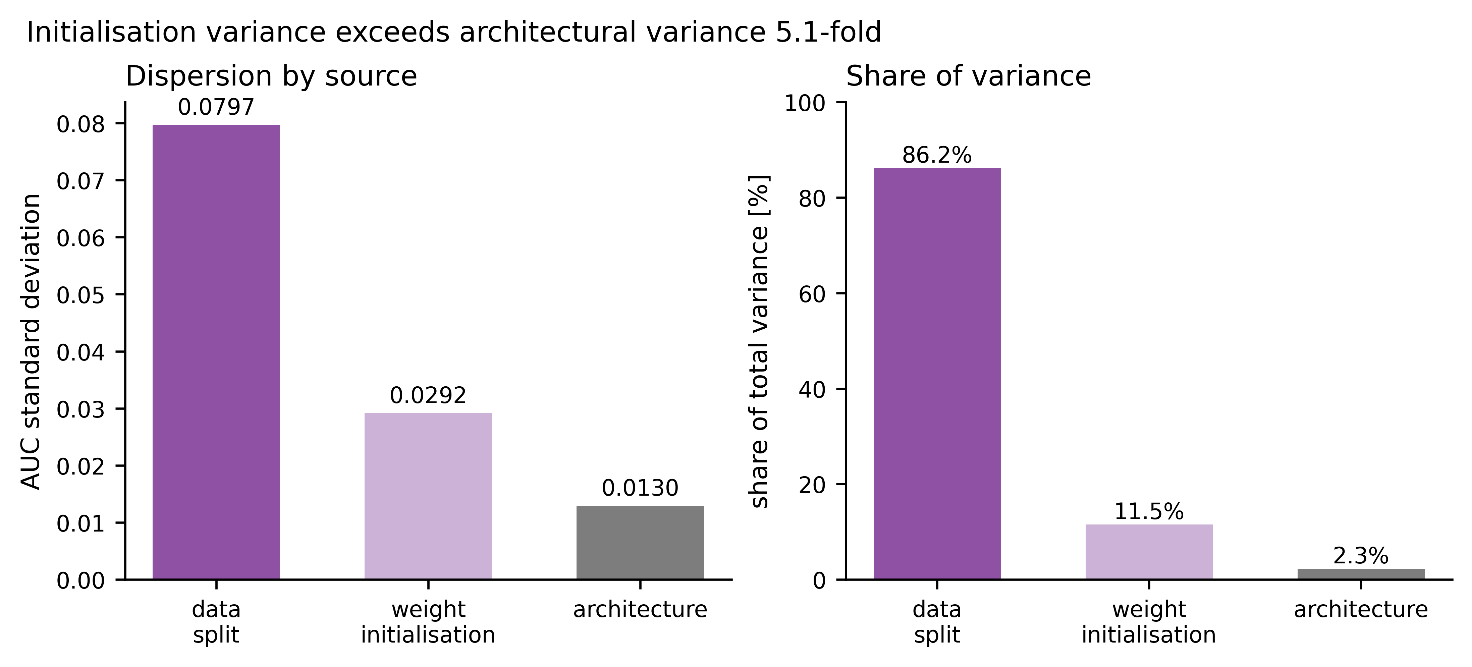 Initialisation variance exceeds architectural variance 5.1-fold
Dispersion by source
AUC standard deviation
0.08
0.07
0.06
0.05
0.04
0.03
0.02
0.01
0.00
0.0797
0.0292
0.0130
data
split
weight
initialisation
architecture
Share of variance
share of total variance [%]
100
80
60
40
20
0
86.2%
11.5%
2.3%
data
split
weight
initialisation
architecture